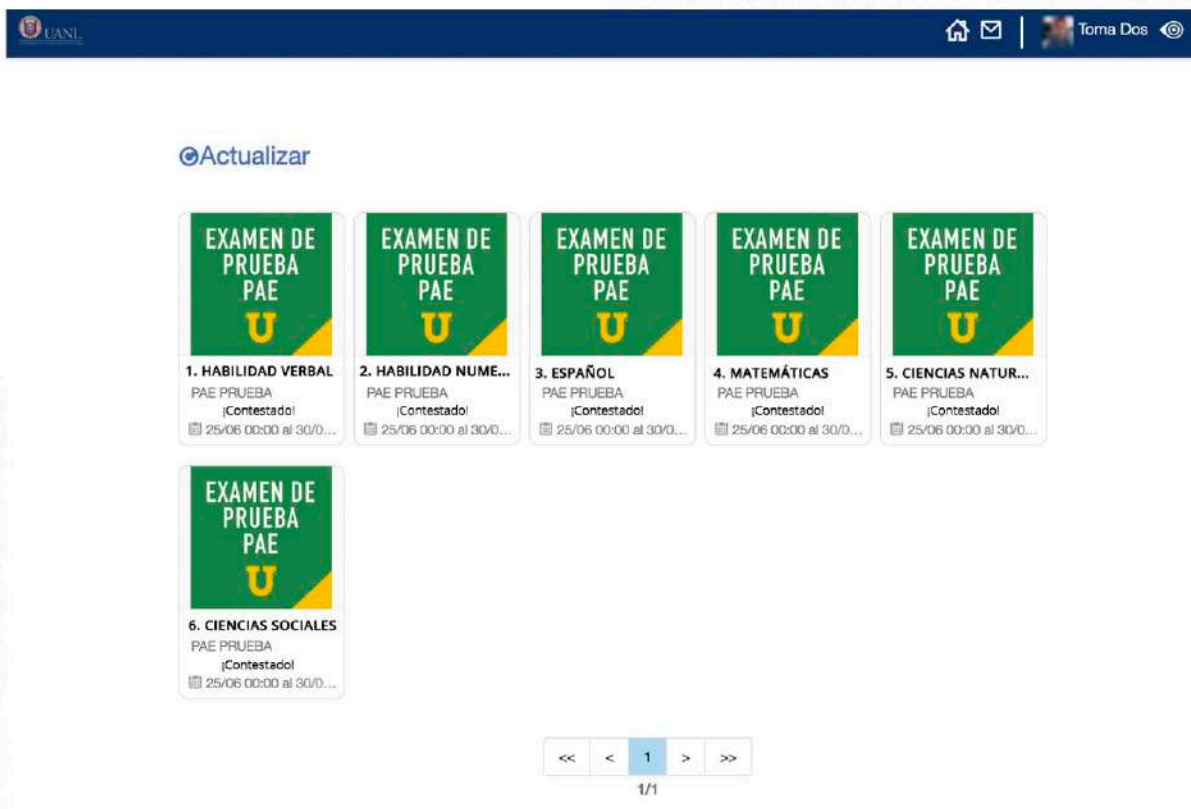 UANL
Toma Dos
Actualizar
EXAMEN DE
PRUEBA
PAE
U
1. HABILIDAD VERBAL
PAE PRUEBA
¡Contestado!
25/06 00:00 al 30/0...
EXAMEN DE
PRUEBA
PAE
U
2. HABILIDAD NUME...
PAE PRUEBA
¡Contestado!
25/06 00:00 al 30/0...
EXAMEN DE
PRUEBA
PAE
U
3. ESPAÑOL
PAE PRUEBA
¡Contestado!
25/06 00:00 al 30/0...
EXAMEN DE
PRUEBA
PAE
U
4. MATEMÁTICAS
PAE PRUEBA
¡Contestado!
25/06 00:00 al 30/0...
EXAMEN DE
PRUEBA
PAE
U
5. CIENCIAS NATUR...
PAE PRUEBA
¡Contestado!
25/06 00:00 al 30/0...
EXAMEN DE
PRUEBA
PAE
U
6. CIENCIAS SOCIALES
PAE PRUEBA
¡Contestado!
25/06 00:00 al 30/0...
<< < 1 > >>
1/1